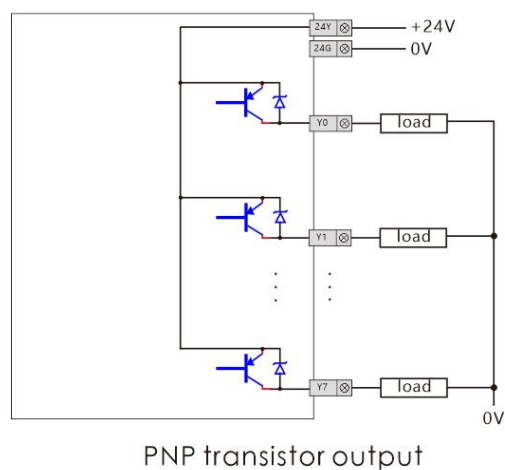 24Y +24V
24G 0V
Y0 load
Y1 load
Y7 load
0V
PNP transistor output